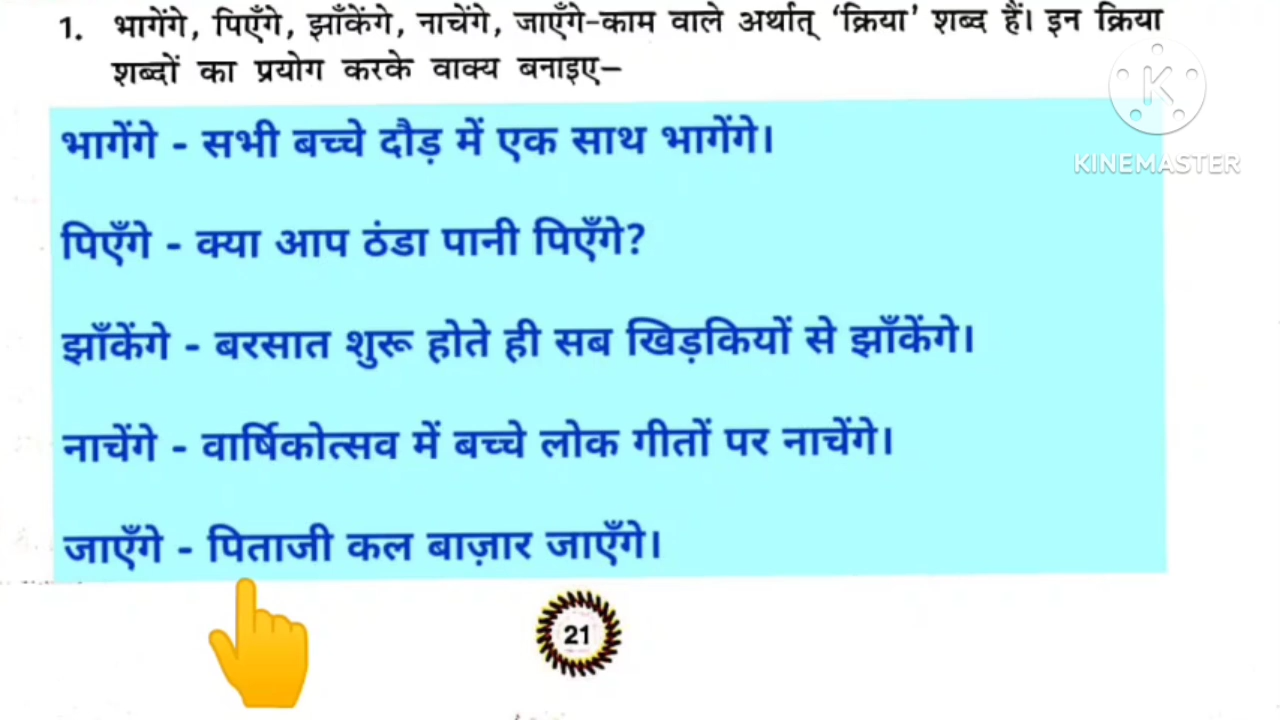 1. भागेंगे, पिएँगे, झाँकेंगे, नाचेंगे, जाएँगे-काम वाले अर्थात् ‘क्रिया’ शब्द हैं। इन क्रिया
शब्दों का प्रयोग करके वाक्य बनाइए–
K
KINEMASTER
भागेंगे - सभी बच्चे दौड़ में एक साथ भागेंगे।
पिएँगे - क्या आप ठंडा पानी पिएँगे?
झाँकेंगे - बरसात शुरू होते ही सब खिड़कियों से झाँकेंगे।
नाचेंगे - वार्षिकोत्सव में बच्चे लोक गीतों पर नाचेंगे।
जाएँगे - पिताजी कल बाज़ार जाएँगे।
21